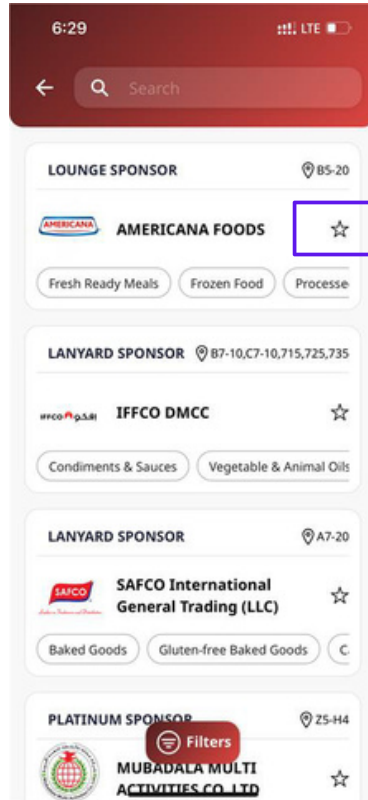 6:29
LTE
Search
LOUNGE SPONSOR
B5-20
AMERICANA
AMERICANA FOODS
Fresh Ready Meals
Frozen Food
Processe
LANYARD SPONSOR
B7-10,C7-10,715,725,735
IFFCO إفكو
IFFCO DMCC
Condiments & Sauces
Vegetable & Animal Oils
LANYARD SPONSOR
A7-20
SAFCO
SAFCO International
General Trading (LLC)
Baked Goods
Gluten-free Baked Goods
C
PLATINUM SPONSOR
Z5-H4
Filters
MUBADALA MULTI
ACTIVITIES CO. LTD